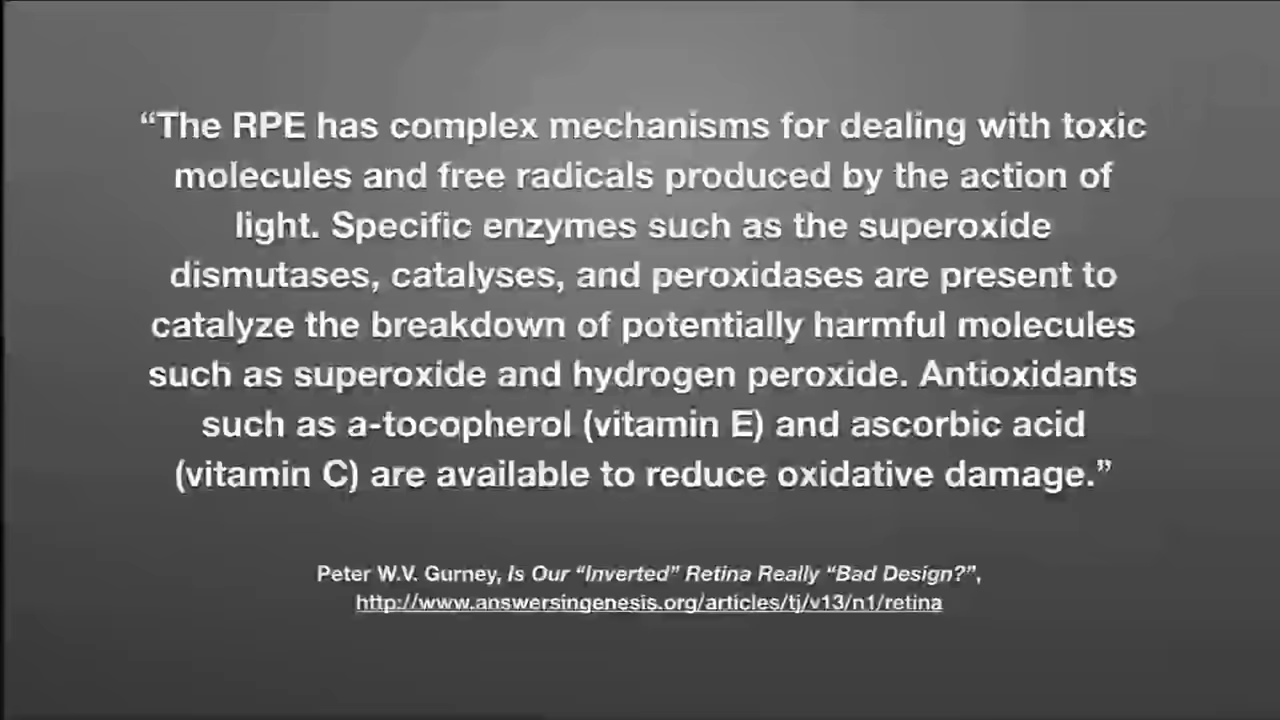 “The RPE has complex mechanisms for dealing with toxic
molecules and free radicals produced by the action of
light. Specific enzymes such as the superoxide
dismutases, catalyses, and peroxidases are present to
catalyze the breakdown of potentially harmful molecules
such as superoxide and hydrogen peroxide. Antioxidants
such as a-tocopherol (vitamin E) and ascorbic acid
(vitamin C) are available to reduce oxidative damage.”
Peter W.V. Gurney, Is Our “Inverted” Retina Really “Bad Design?”,
http://www.answersingenesis.org/articles/tj/v13/n1/retina